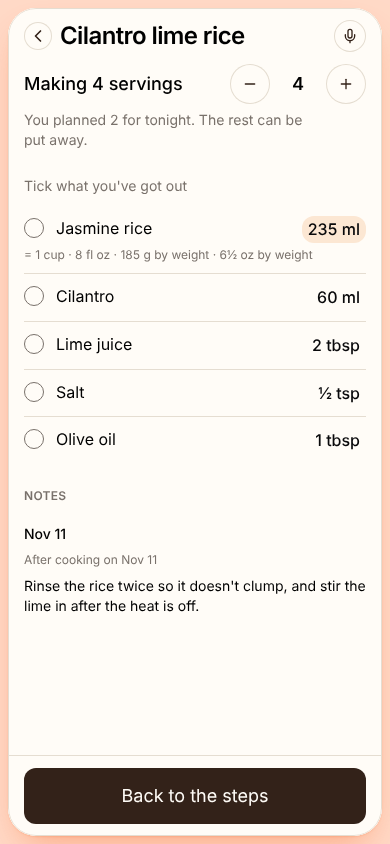 Cilantro lime rice
Making 4 servings
4
You planned 2 for tonight. The rest can be
put away.
Tick what you've got out
Jasmine rice
235 ml
= 1 cup · 8 fl oz · 185 g by weight · 6½ oz by weight
Cilantro
60 ml
Lime juice
2 tbsp
Salt
½ tsp
Olive oil
1 tbsp
NOTES
Nov 11
After cooking on Nov 11
Rinse the rice twice so it doesn't clump, and stir the
lime in after the heat is off.
Back to the steps